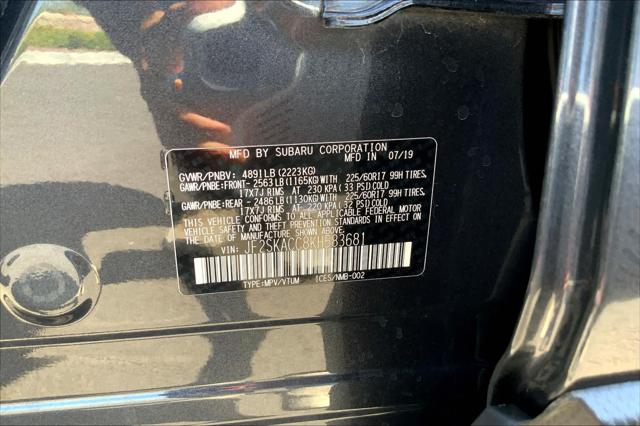 MFD BY SUBARU CORPORATION
MFD IN 07/19
GVWR/PNBV: 4891LB (2223KG)
GAWR/PNBE:FRONT- 2563LB(1165KG)WITH 225/60R17 99H TIRES,
17X7J RIMS AT 230 KPA(33 PSI)COLD
GAWR/PNBE:REAR - 2486LB(1130KG)WITH 225/60R17 99H TIRES,
17X7J RIMS AT 220 KPA(32 PSI)COLD
THIS VEHICLE CONFORMS TO ALL APPLICABLE FEDERAL MOTOR
VEHICLE SAFETY AND THEFT PREVENTION STANDARDS IN EFFECT ON
THE DATE OF MANUFACTURE SHOWN ABOVE.
VIN: JF2SKACC8KH583681
TYPE:MPV/VTUM ICES/NMB-002